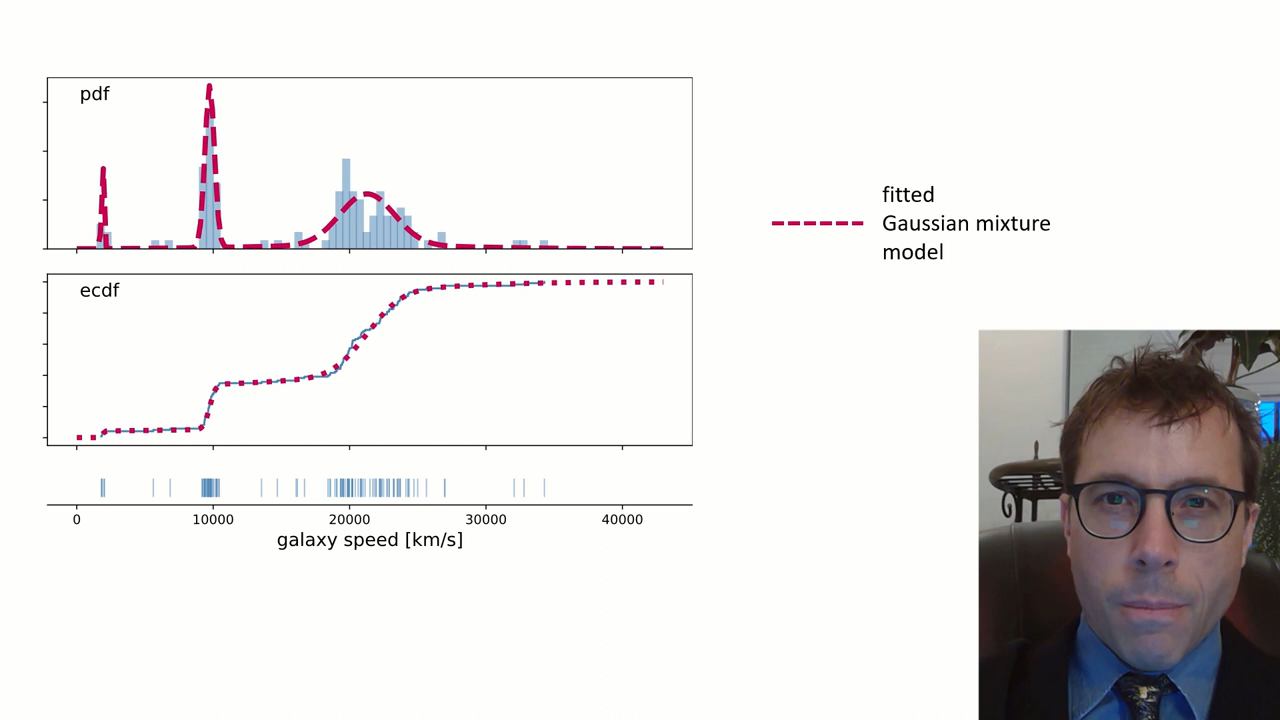 pdf
fitted
Gaussian mixture
model
ecdf
0 10000 20000 30000 40000
galaxy speed [km/s]